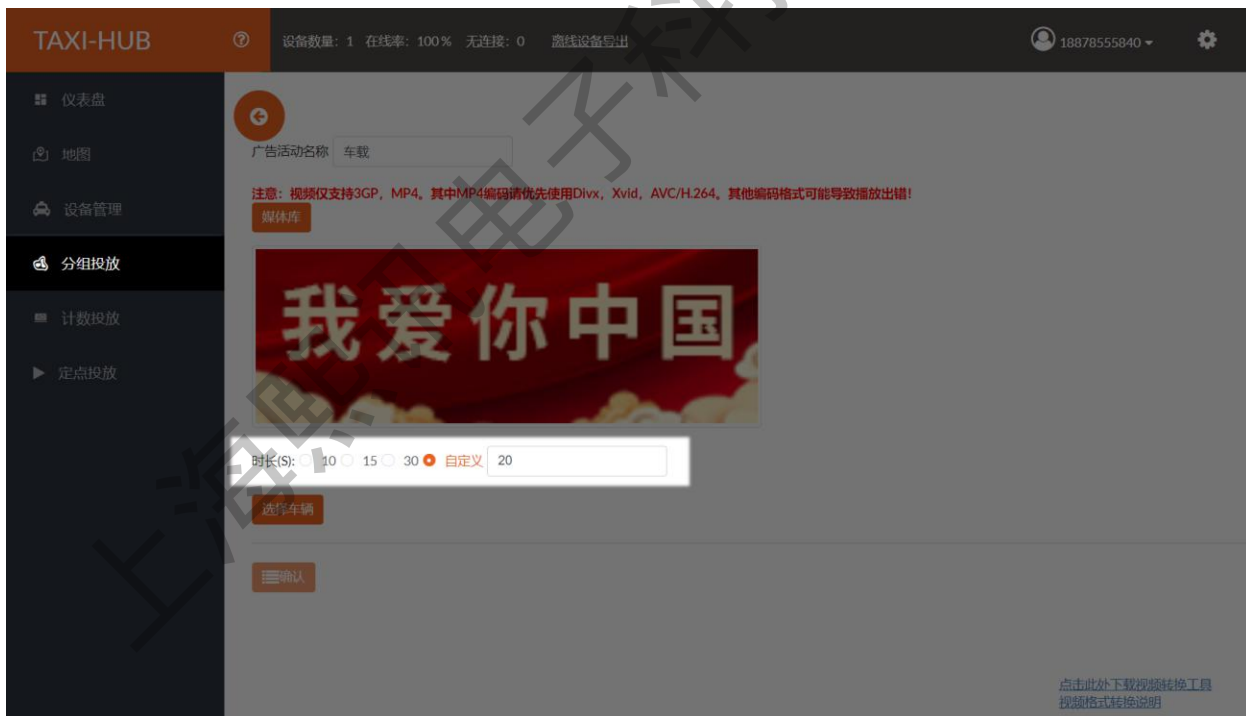 TAXI-HUB
设备数量：1 在线率：100% 无连接：0 离线设备导出
18878555840
仪表盘
地图
设备管理
分组投放
计数投放
定点投放
广告活动名称 车载
注意：视频仅支持3GP，MP4。其中MP4编码请优先使用Divx，Xvid，AVC/H.264。其他编码格式可能导致播放出错！
媒体库
我爱你中国
时长(S): 10 15 30 自定义 20
选择车辆
确认
点击此处下载视频转换工具
视频格式转换说明
上海熙讯电子科